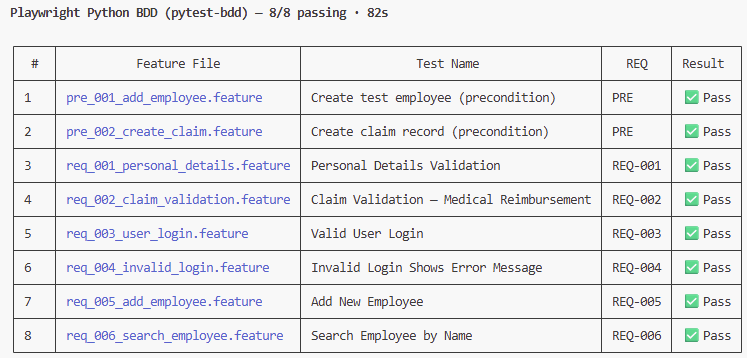 Playwright Python BDD (pytest-bdd) — 8/8 passing · 82s
# Feature File Test Name REQ Result
1 pre_001_add_employee.feature Create test employee (precondition) PRE ✅ Pass
2 pre_002_create_claim.feature Create claim record (precondition) PRE ✅ Pass
3 req_001_personal_details.feature Personal Details Validation REQ-001 ✅ Pass
4 req_002_claim_validation.feature Claim Validation — Medical Reimbursement REQ-002 ✅ Pass
5 req_003_user_login.feature Valid User Login REQ-003 ✅ Pass
6 req_004_invalid_login.feature Invalid Login Shows Error Message REQ-004 ✅ Pass
7 req_005_add_employee.feature Add New Employee REQ-005 ✅ Pass
8 req_006_search_employee.feature Search Employee by Name REQ-006 ✅ Pass